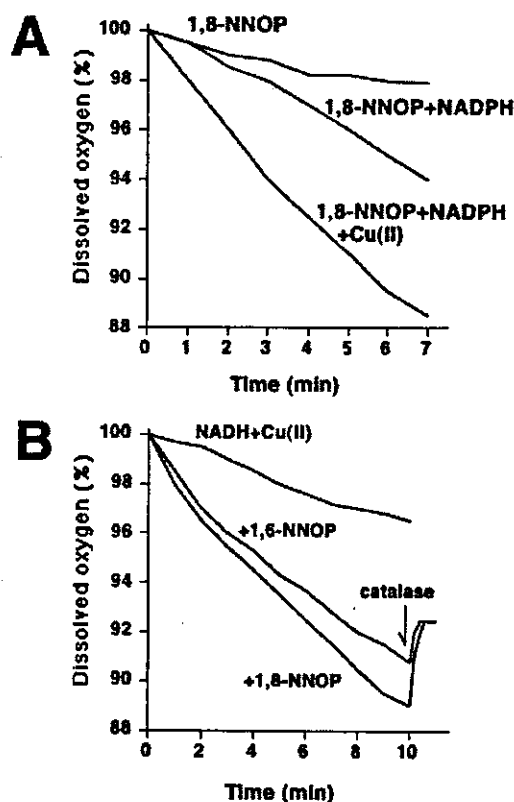 A
Dissolved oxygen (%)
100
98
96
94
92
90
88
1,8-NNOP
1,8-NNOP+NADPH
1,8-NNOP+NADPH
+Cu(II)
0 1 2 3 4 5 6 7
Time (min)
B
Dissolved oxygen (%)
100
98
96
94
92
90
88
NADH+Cu(II)
+1,6-NNOP
catalase
+1,8-NNOP
0 2 4 6 8 10
Time (min)